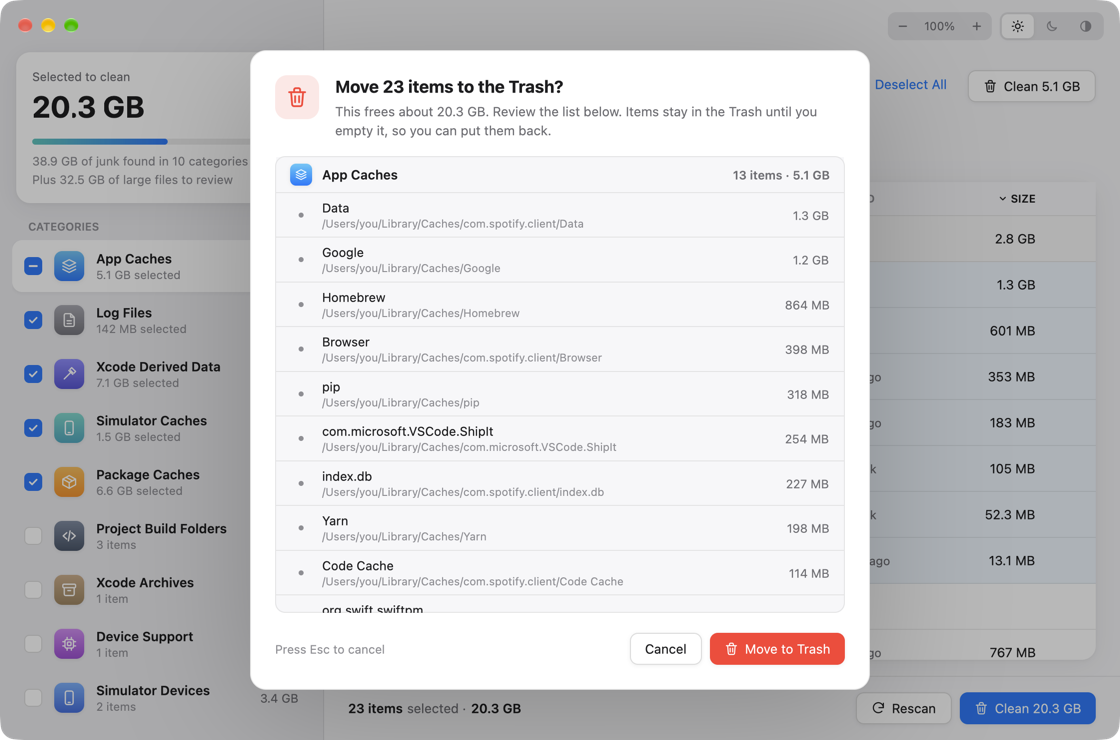 100%
Selected to clean
20.3 GB
38.9 GB of junk found in 10 categories
Plus 32.5 GB of large files to review
CATEGORIES
App Caches
5.1 GB selected
Log Files
142 MB selected
Xcode Derived Data
7.1 GB selected
Simulator Caches
1.5 GB selected
Package Caches
6.6 GB selected
Project Build Folders
3 items
Xcode Archives
1 item
Device Support
1 item
Simulator Devices
2 items
3.4 GB
Deselect All
Clean 5.1 GB
SIZE
2.8 GB
1.3 GB
601 MB
353 MB
183 MB
105 MB
52.3 MB
ago
13.1 MB
767 MB
Move 23 items to the Trash?
This frees about 20.3 GB. Review the list below. Items stay in the Trash until you
empty it, so you can put them back.
App Caches
13 items · 5.1 GB
Data
/Users/you/Library/Caches/com.spotify.client/Data
1.3 GB
Google
/Users/you/Library/Caches/Google
1.2 GB
Homebrew
/Users/you/Library/Caches/Homebrew
864 MB
Browser
/Users/you/Library/Caches/com.spotify.client/Browser
398 MB
pip
/Users/you/Library/Caches/pip
318 MB
com.microsoft.VSCode.ShipIt
/Users/you/Library/Caches/com.microsoft.VSCode.ShipIt
254 MB
index.db
/Users/you/Library/Caches/com.spotify.client/index.db
227 MB
Yarn
/Users/you/Library/Caches/Yarn
198 MB
Code Cache
/Users/you/Library/Caches/com.spotify.client/Code Cache
114 MB
org.swift.swiftpm
Press Esc to cancel
Cancel
Move to Trash
23 items selected · 20.3 GB
Rescan
Clean 20.3 GB